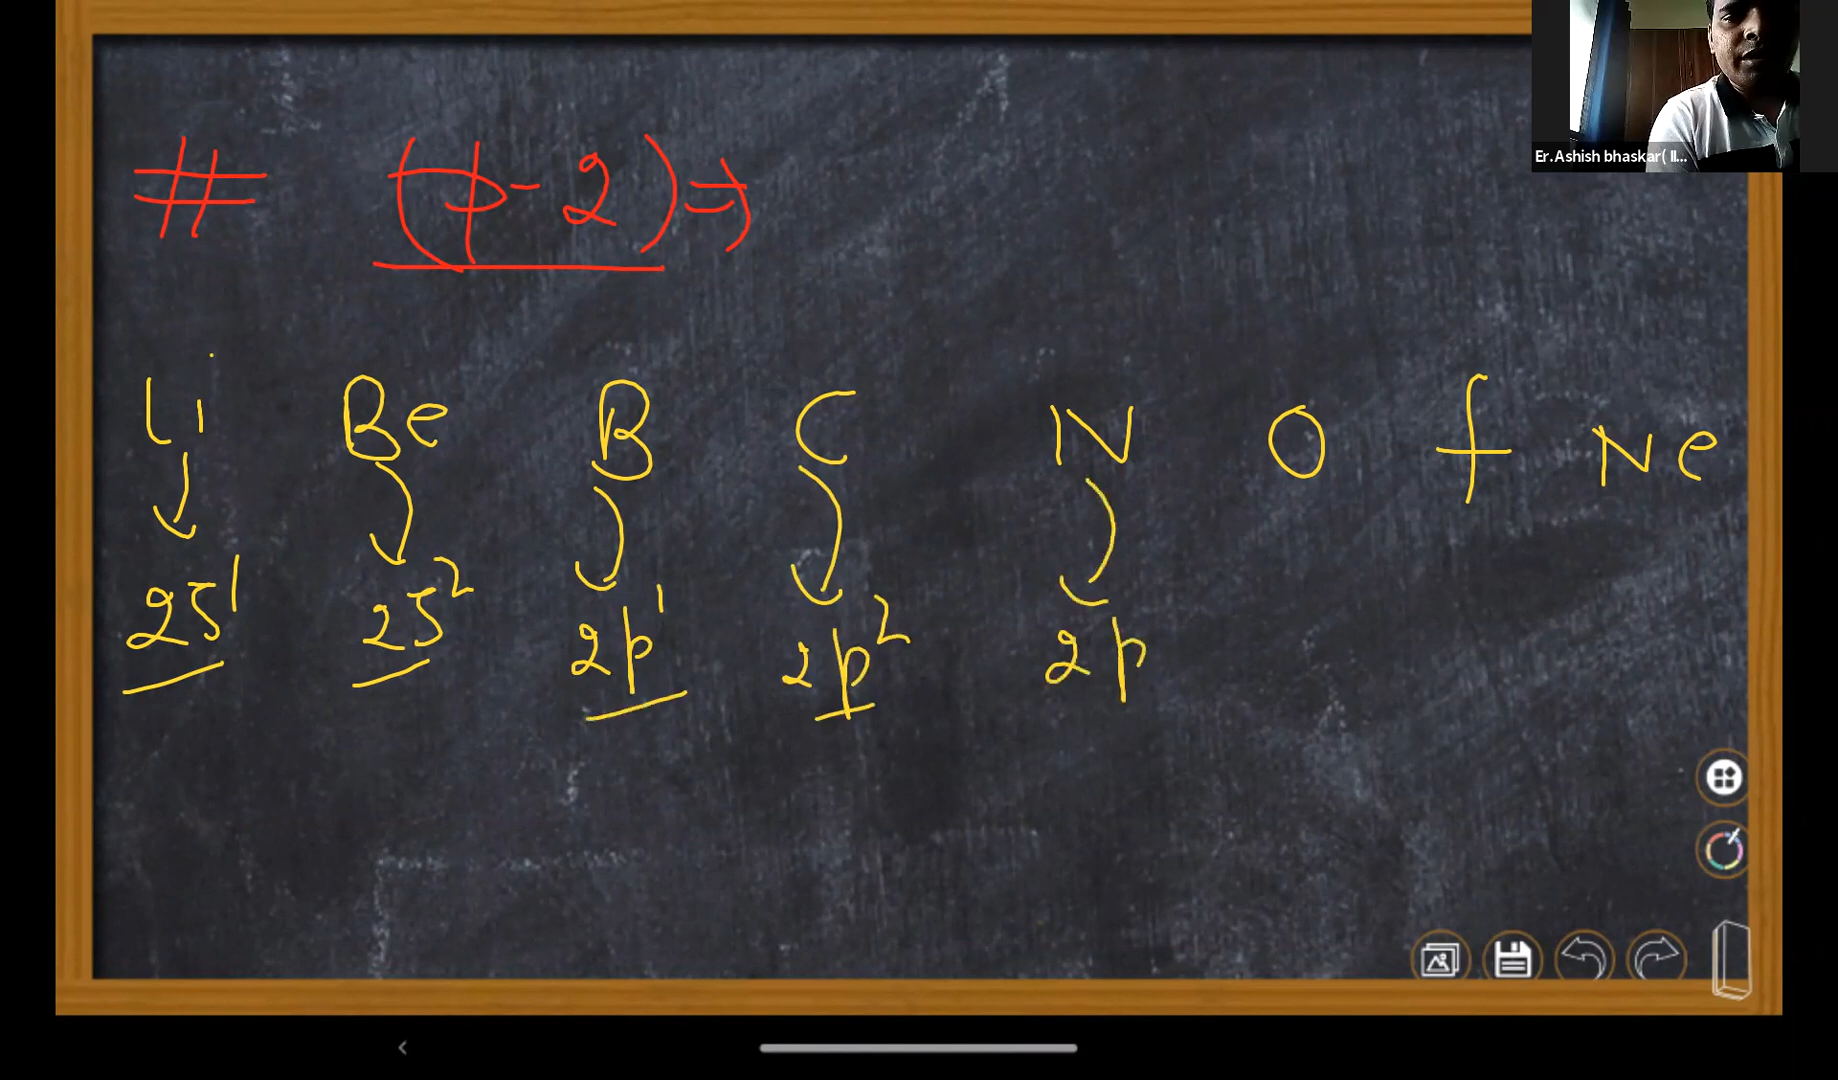 Er.Ashish bhaskar( II...
# (p-2) ⇒
Li Be B C N O f Ne
2s¹ 2s² 2p¹ 2p² 2p